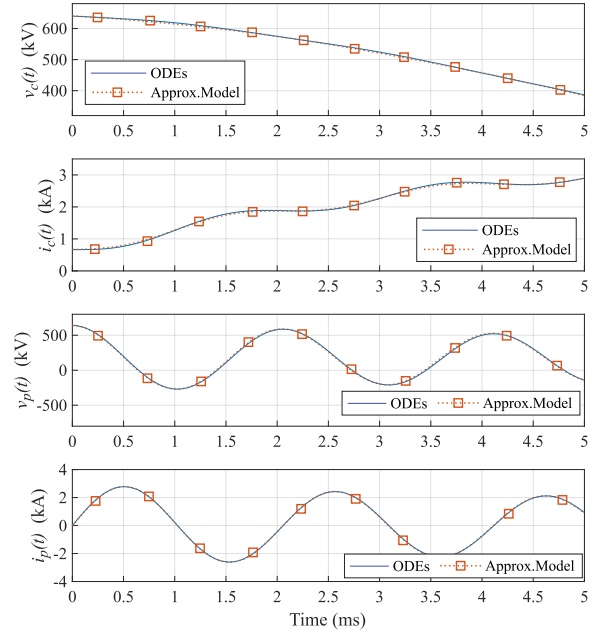 600
500
400
v_c(t) (kV)
ODEs
Approx.Model
0 0.5 1 1.5 2 2.5 3 3.5 4 4.5 5
3
2
1
0
i_c(t) (kA)
ODEs
Approx.Model
0 0.5 1 1.5 2 2.5 3 3.5 4 4.5 5
500
0
-500
v_p(t) (kV)
ODEs Approx.Model
0 0.5 1 1.5 2 2.5 3 3.5 4 4.5 5
4
2
0
-2
-4
i_p(t) (kA)
ODEs Approx.Model
0 0.5 1 1.5 2 2.5 3 3.5 4 4.5 5
Time (ms)